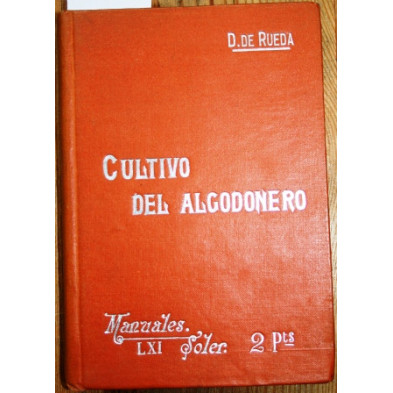 D. DE RUEDA
CULTIVO
DEL ALGODONERO
Manuales.
LXI Soler. 2 Pts